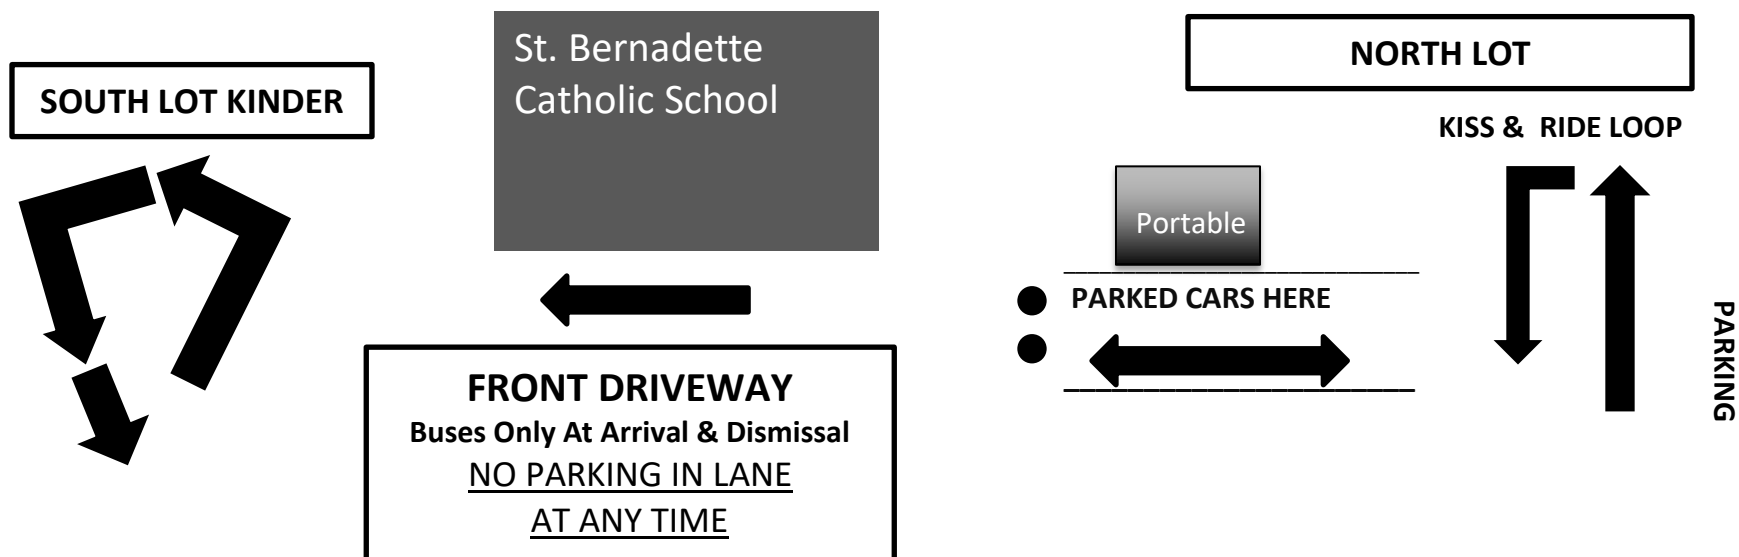 St. Bernadette
Catholic School
SOUTH LOT KINDER
NORTH LOT
KISS & RIDE LOOP
Portable
PARKED CARS HERE
PARKING
FRONT DRIVEWAY
Buses Only At Arrival & Dismissal
NO PARKING IN LANE
AT ANY TIME